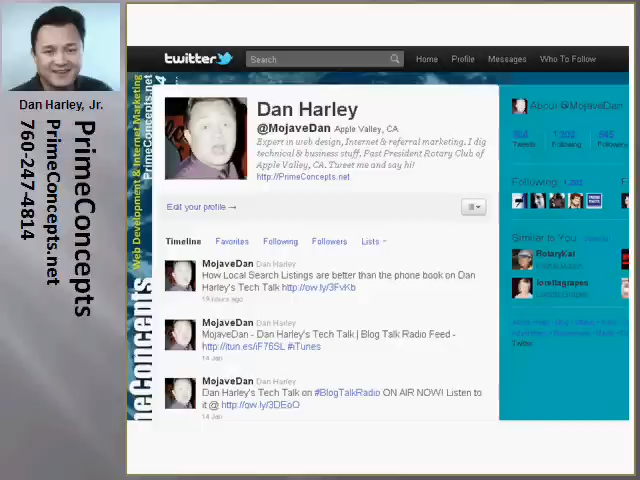 Dan Harley, Jr.
PrimeConcepts
PrimeConcepts.net
760-247-4814
Web Development & Internet Marketing
PrimeConcepts.net
twitter
Search
Home
Profile
Messages
Who To Follow
Dan Harley
@MojaveDan Apple Valley, CA
Expert in web design, Internet & referral marketing. I dig
technical & business stuff. Past President Rotary Club of
Apple Valley, CA. Tweet me and say hi!
http://PrimeConcepts.net
Edit your profile →
Timeline Favorites Following Followers Lists
MojaveDan Dan Harley
How Local Search Listings are better than the phone book on Dan
Harley's Tech Talk http://ow.ly/3FvKb
19 hours ago
MojaveDan Dan Harley
MojaveDan - Dan Harley's Tech Talk | Blog Talk Radio Feed -
http://itun.es/iF76SL #iTunes
14 Jan
MojaveDan Dan Harley
Dan Harley's Tech Talk on #BlogTalkRadio ON AIR NOW! Listen to
it @ http://ow.ly/3DEoO
14 Jan
About @MojaveDan
Tweets Following Followers
Following
Similar to You
RotaryKat
lorettagrapes
Twitter
neConcepts